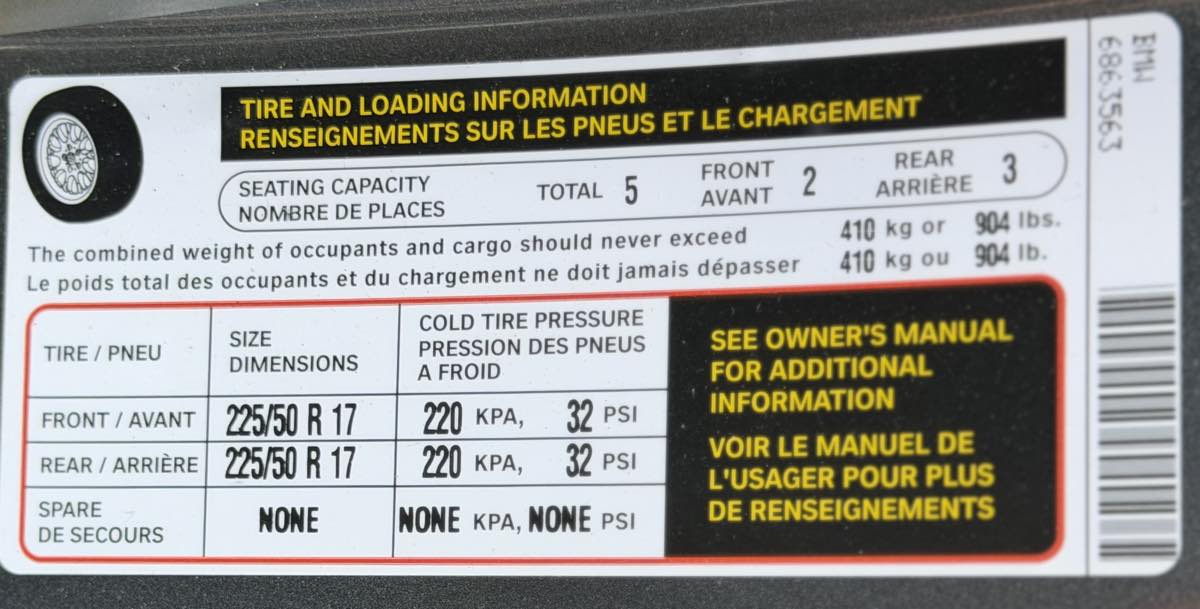 TIRE AND LOADING INFORMATION
RENSEIGNEMENTS SUR LES PNEUS ET LE CHARGEMENT
SEATING CAPACITY
NOMBRE DE PLACES
TOTAL 5
FRONT
AVANT 2
REAR
ARRIÈRE 3
The combined weight of occupants and cargo should never exceed 410 kg or 904 lbs.
Le poids total des occupants et du chargement ne doit jamais dépasser 410 kg ou 904 lb.
TIRE / PNEU
SIZE
DIMENSIONS
COLD TIRE PRESSURE
PRESSION DES PNEUS
A FROID
FRONT / AVANT 225/50 R 17 220 KPA, 32 PSI
REAR / ARRIÈRE 225/50 R 17 220 KPA, 32 PSI
SPARE
DE SECOURS
NONE NONE KPA, NONE PSI
SEE OWNER'S MANUAL
FOR ADDITIONAL
INFORMATION
VOIR LE MANUEL DE
L'USAGER POUR PLUS
DE RENSEIGNEMENTS
BMW
6863563